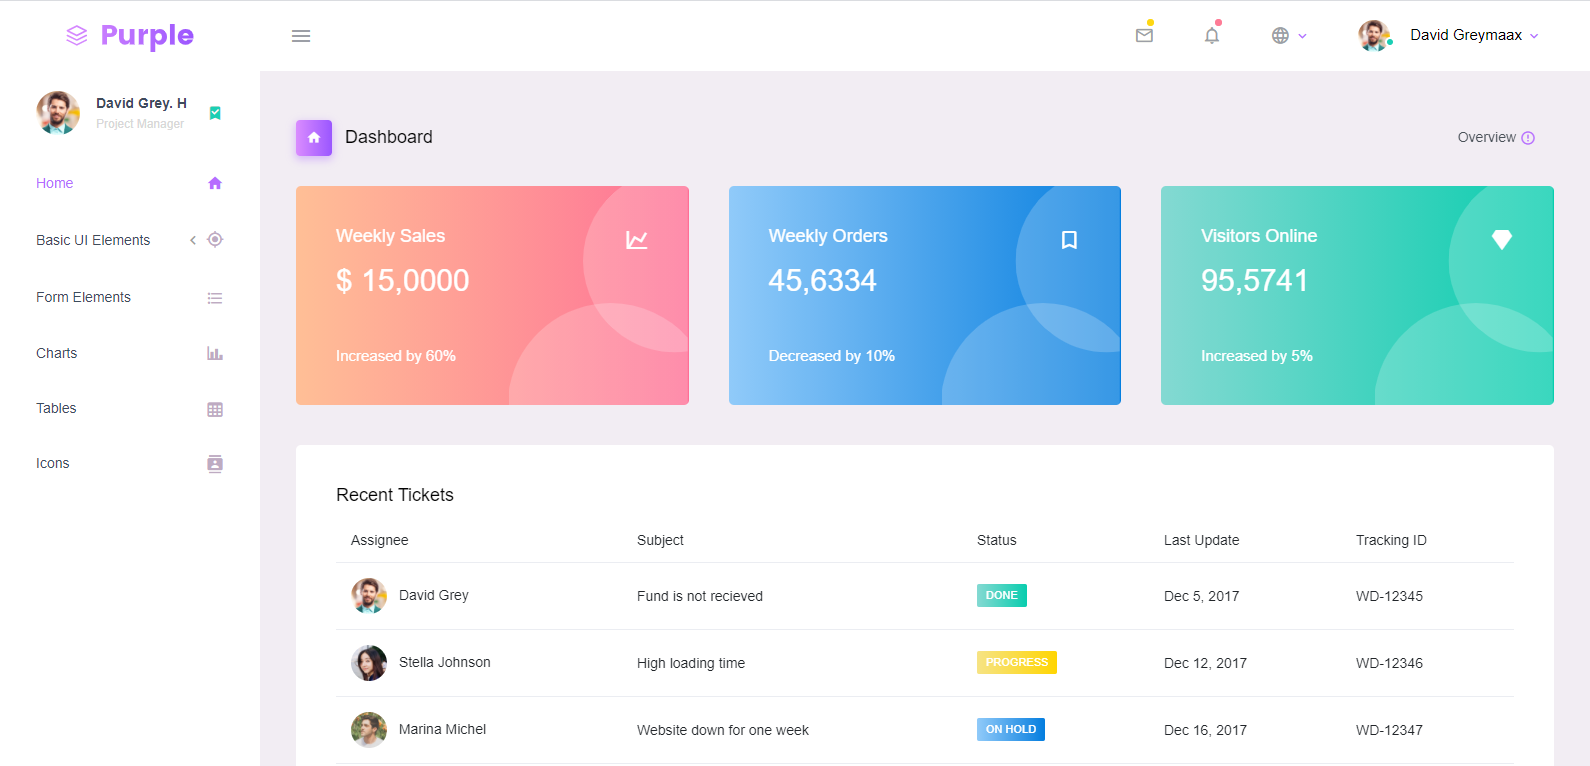 Purple
David Greymaax
David Grey. H
Project Manager
Home
Basic UI Elements
Form Elements
Charts
Tables
Icons
Dashboard
Overview
Weekly Sales
$ 15,0000
Increased by 60%
Weekly Orders
45,6334
Decreased by 10%
Visitors Online
95,5741
Increased by 5%
Recent Tickets
Assignee Subject Status Last Update Tracking ID
David Grey Fund is not recieved DONE Dec 5, 2017 WD-12345
Stella Johnson High loading time PROGRESS Dec 12, 2017 WD-12346
Marina Michel Website down for one week ON HOLD Dec 16, 2017 WD-12347